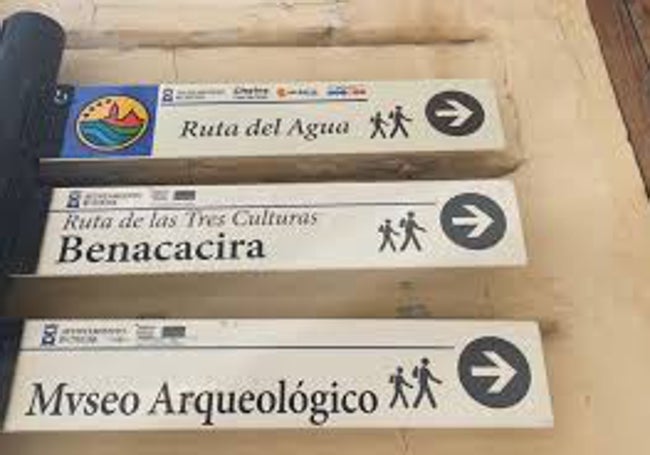 Ruta del Agua
Ruta de las Tres Culturas
Benacacira
Mvseo Arqueológico